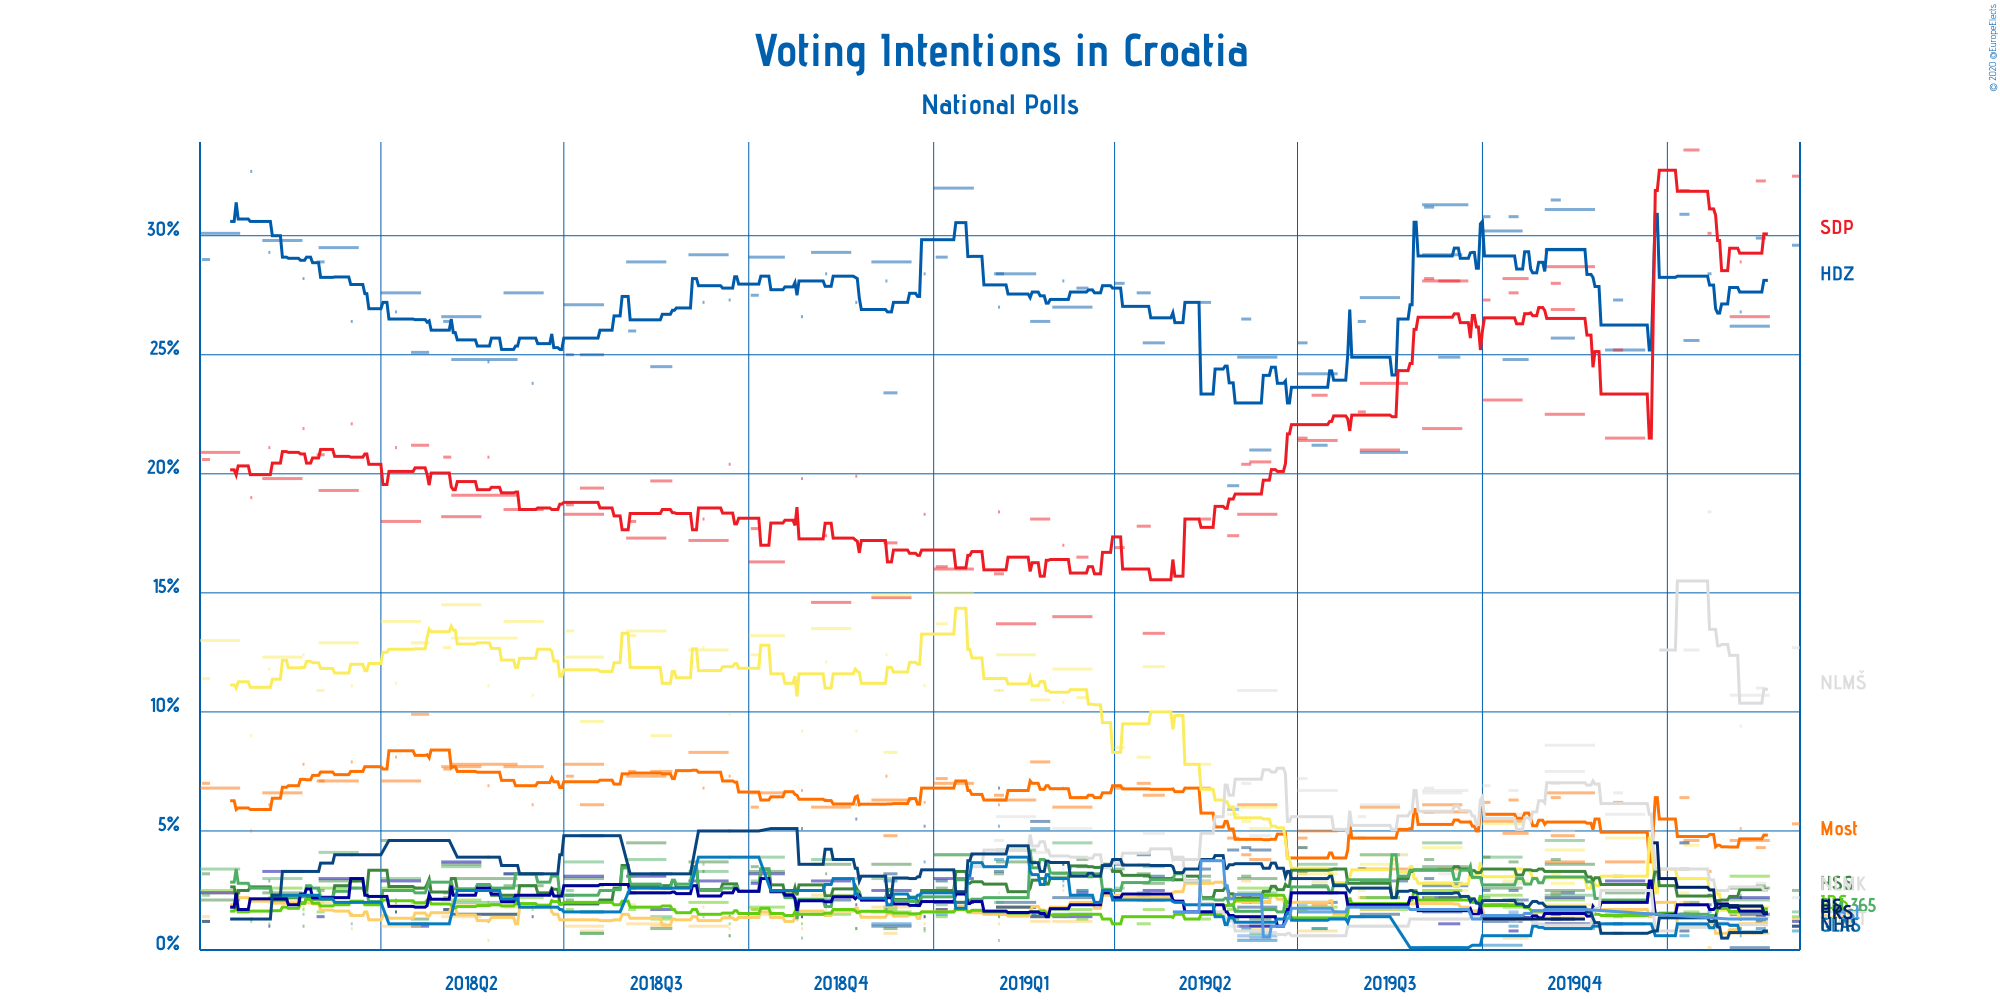 © 2020 @EuropeElects
Voting Intentions in Croatia
National Polls
30%
25%
20%
15%
10%
5%
0%
SDP
HDZ
NLMŠ
Most
365
2018Q2
2018Q3
2018Q4
2019Q1
2019Q2
2019Q3
2019Q4